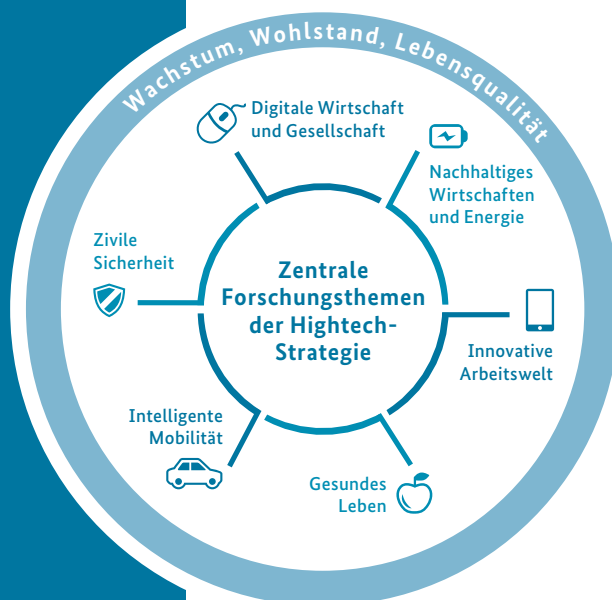 Wachstum, Wohlstand, Lebensqualität
Digitale Wirtschaft
und Gesellschaft
Nachhaltiges
Wirtschaften
und Energie
Zivile
Sicherheit
Zentrale
Forschungsthemen
der Hightech-
Strategie
Innovative
Arbeitswelt
Intelligente
Mobilität
Gesundes
Leben